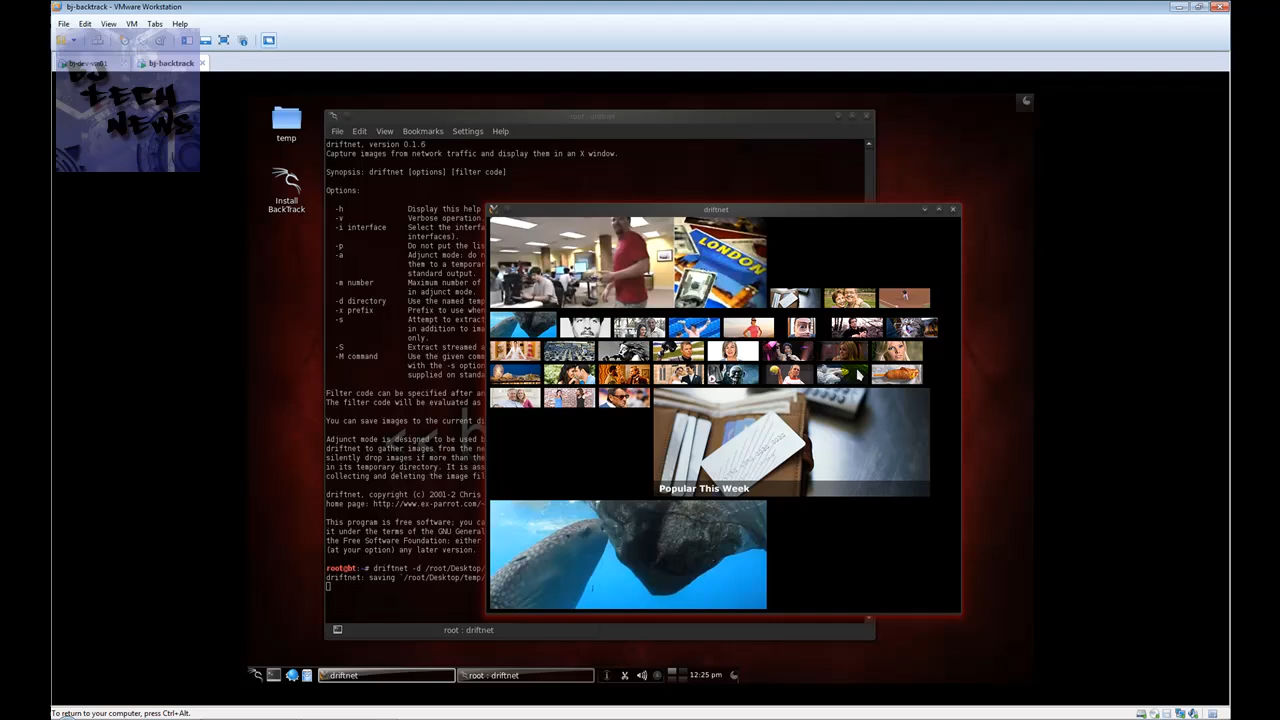 bj-backtrack - VMware Workstation
File Edit View VM Tabs Help
bj-dev-vm01 bj-backtrack
BJ
TECH
NEWS
temp
Install
BackTrack
root : driftnet
File Edit View Bookmarks Settings Help
driftnet, version 0.1.6
Capture images from network traffic and display them in an X window.
Synopsis: driftnet [options] [filter code]
Options:
-h Display this help
-v Verbose operation.
-i interface Select the interfa
interfaces).
-p Do not put the lis
-a Adjunct mode: do n
them to a temporar
standard output.
-m number Maximum number of
in adjunct mode.
-d directory Use the named temp
-x prefix Prefix to use when
-s Attempt to extract
in addition to ima
only.
-S Extract streamed a
-M command Use the given comm
with the -s option
supplied on standa
Filter code can be specified after an
The filter code will be evaluated as
You can save images to the current di
Adjunct mode is designed to be used b
driftnet to gather images from the ne
silently drop images if more than the
in its temporary directory. It is ass
collecting and deleting the image fil
driftnet, copyright (c) 2001-2 Chris
home page: http://www.ex-parrot.com/~
This program is free software; you ca
it under the terms of the GNU General
the Free Software Foundation; either
(at your option) any later version.
root@bt:~# driftnet -d /root/Desktop/
driftnet: saving `/root/Desktop/temp/
driftnet
LONDON
Popular This Week
root : driftnet
driftnet
root : driftnet
12:25 pm
To return to your computer, press Ctrl+Alt.